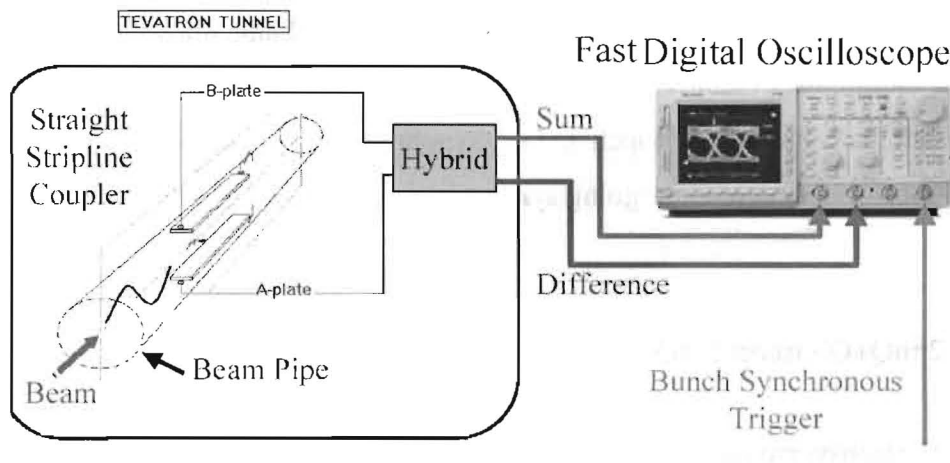 TEVATRON TUNNEL
Fast Digital Oscilloscope
B-plate
Straight
Stripline
Coupler
Hybrid
Sum
Difference
A-plate
Beam Pipe
Beam
Bunch Synchronous
Trigger